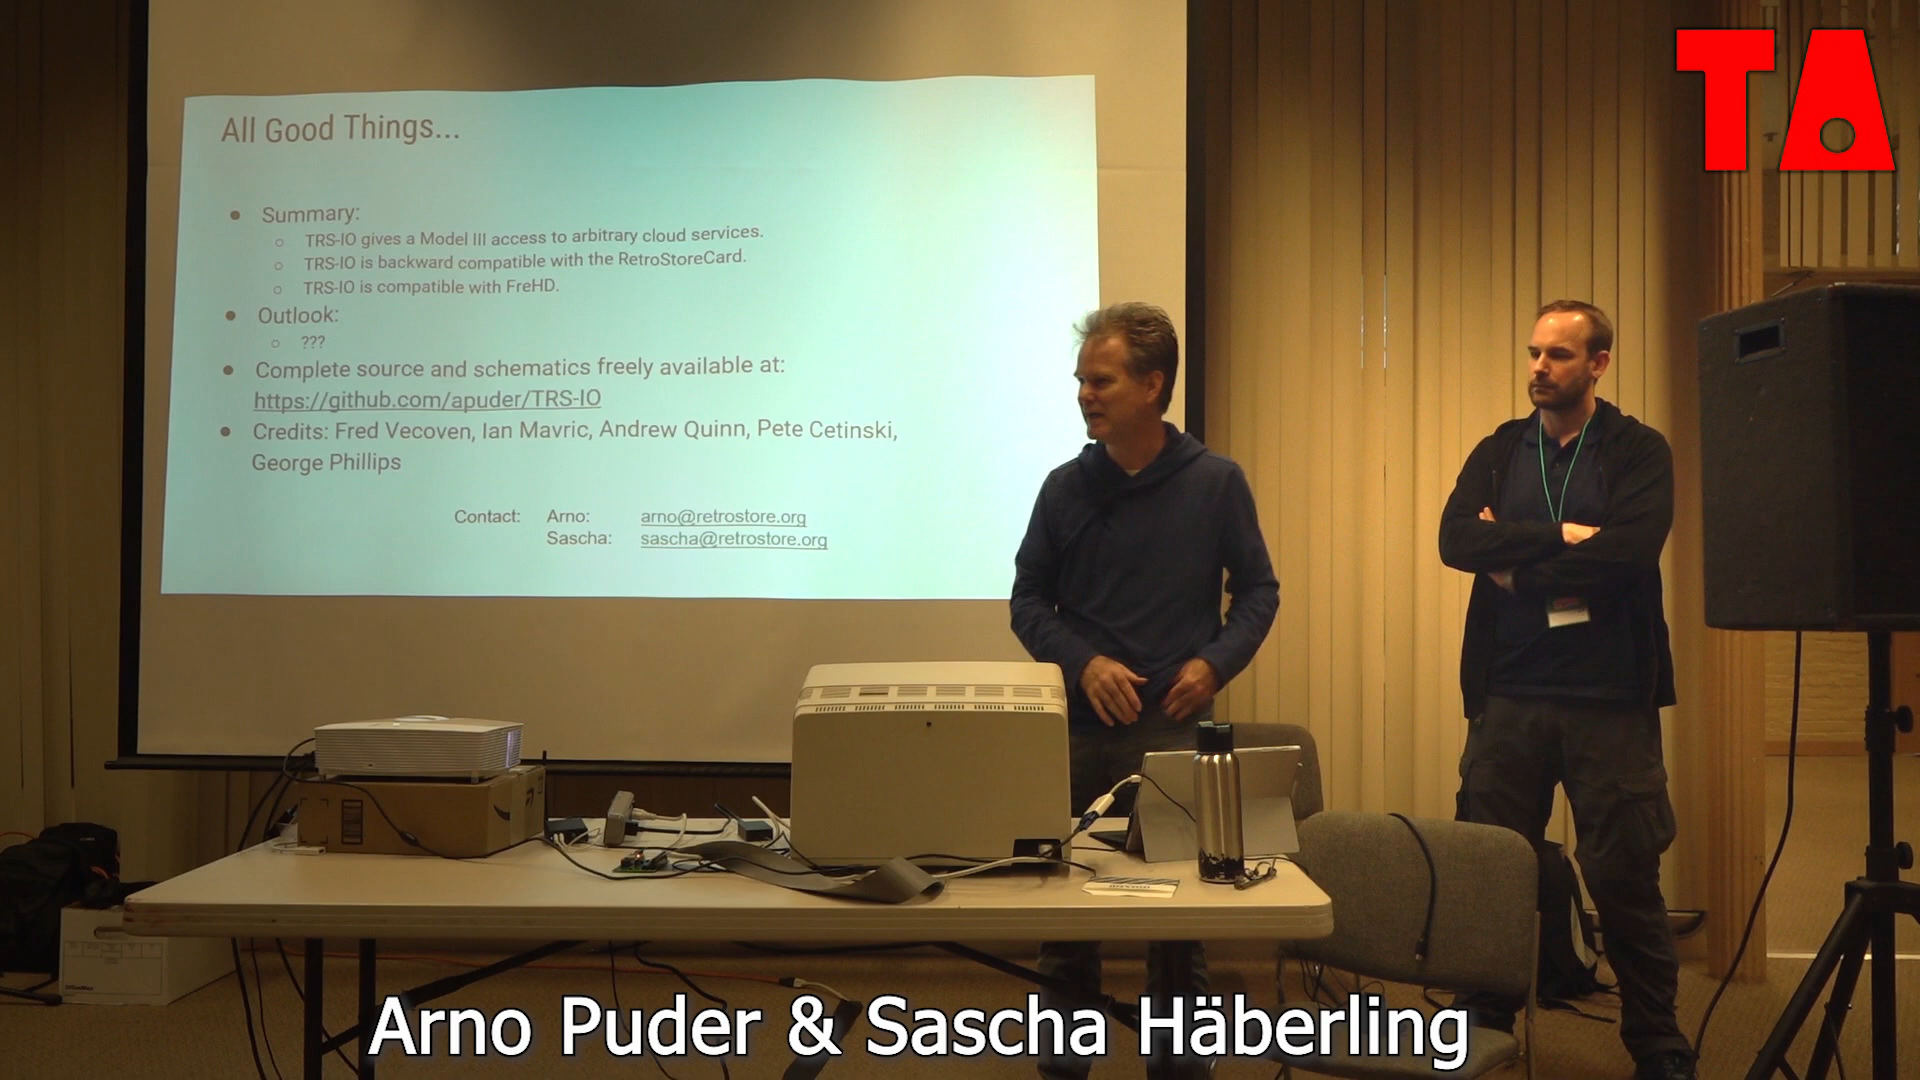 TA
All Good Things...
● Summary:
○ TRS-IO gives a Model III access to arbitrary cloud services.
○ TRS-IO is backward compatible with the RetroStoreCard.
○ TRS-IO is compatible with FreHD.
● Outlook:
○ ???
● Complete source and schematics freely available at:
https://github.com/apuder/TRS-IO
● Credits: Fred Vecoven, Ian Mavric, Andrew Quinn, Pete Cetinski,
George Phillips
Contact: Arno: arno@retrostore.org
Sascha: sascha@retrostore.org
Arno Puder & Sascha Häberling